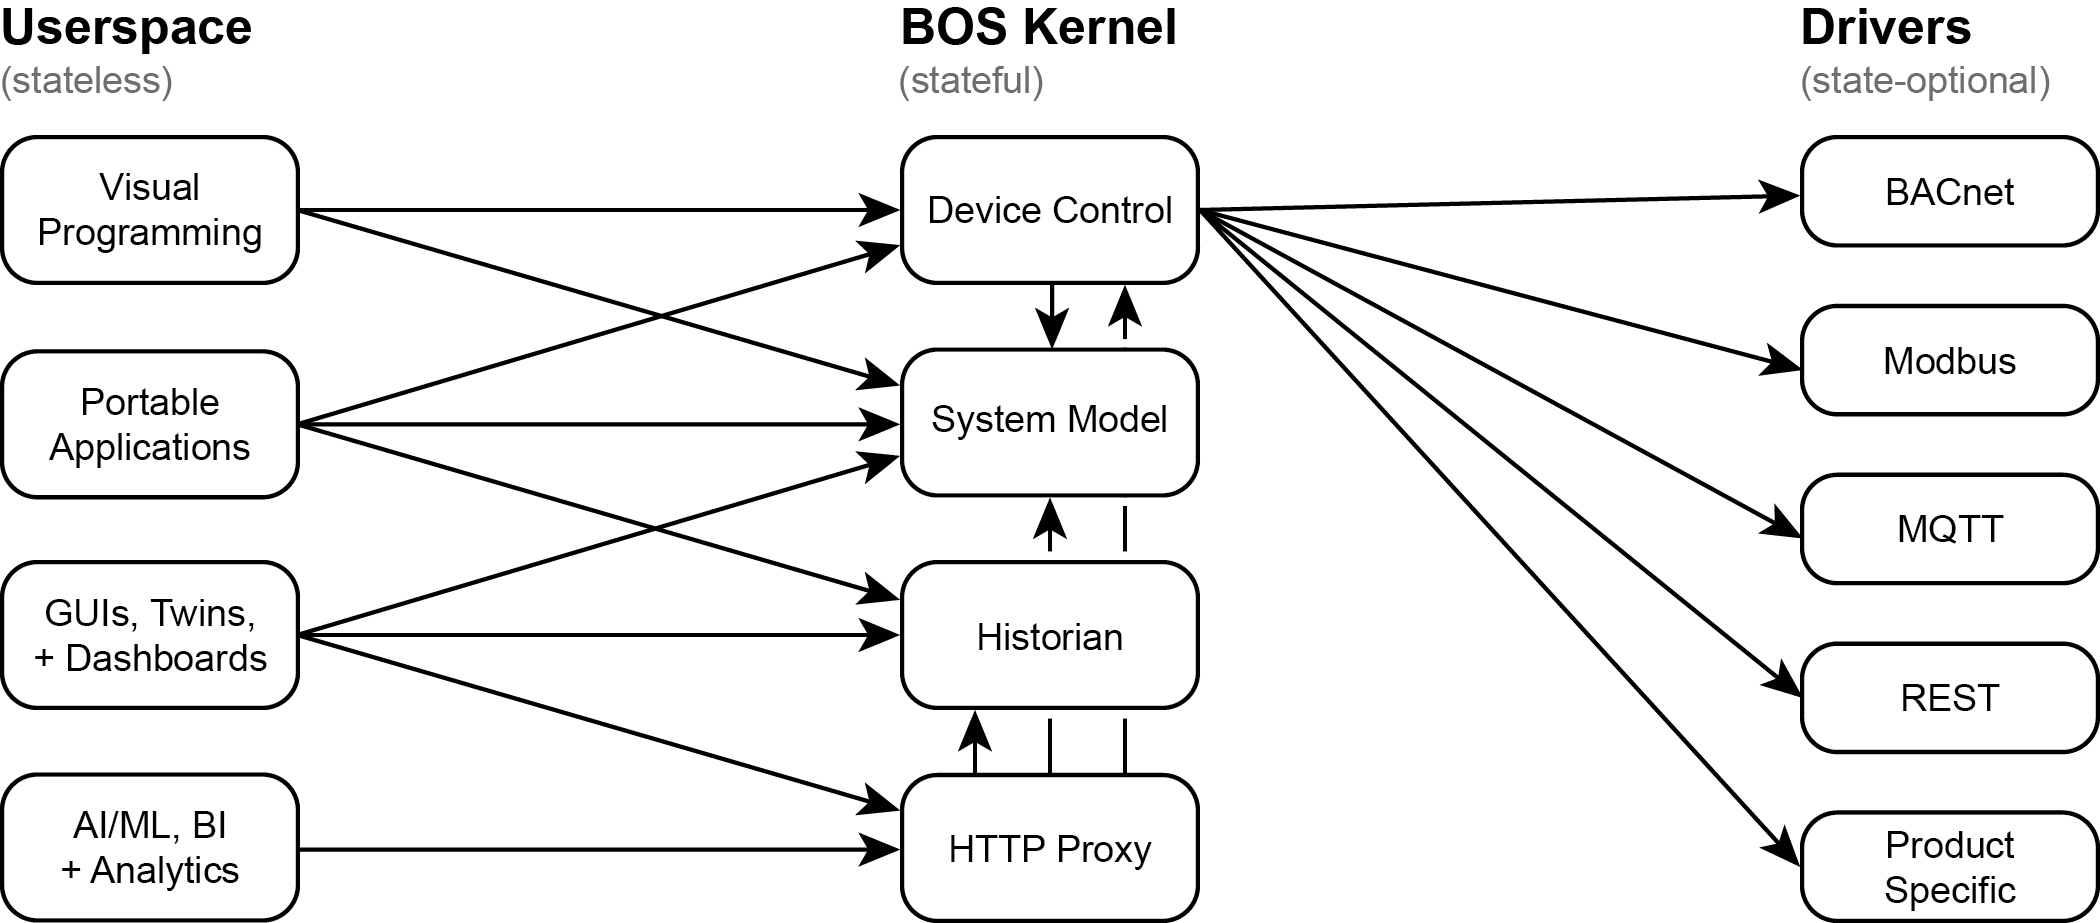 Userspace
(stateless)
Visual
Programming
Portable
Applications
GUIs, Twins,
+ Dashboards
AI/ML, BI
+ Analytics
BOS Kernel
(stateful)
Device Control
System Model
Historian
HTTP Proxy
Drivers
(state-optional)
BACnet
Modbus
MQTT
REST
Product
Specific